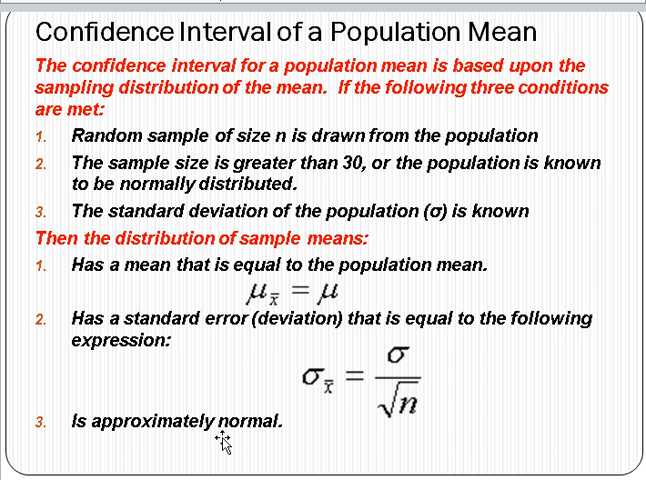 Confidence Interval of a Population Mean
The confidence interval for a population mean is based upon the
sampling distribution of the mean. If the following three conditions
are met:
1. Random sample of size n is drawn from the population
2. The sample size is greater than 30, or the population is known
to be normally distributed.
3. The standard deviation of the population (σ) is known
Then the distribution of sample means:
1. Has a mean that is equal to the population mean.
μx̄ = μ
2. Has a standard error (deviation) that is equal to the following
expression:
σx̄ = σ/√n
3. Is approximately normal.